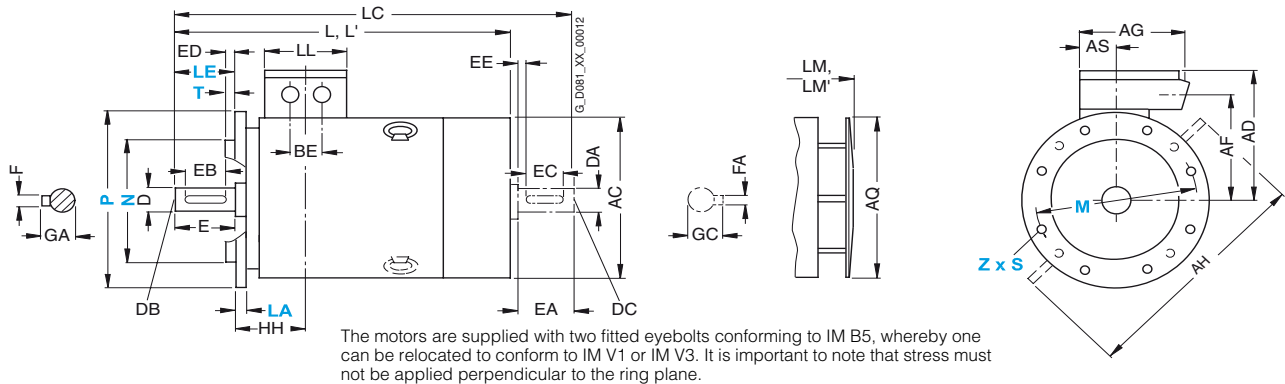 LC
L, L'
ED
LL
EE
G_D081_XX_00012
LE
T
LM,
LM'
AG
AS
F
P
N
D
EB
BE
EC
DA
AC
FA
AQ
AF
AD
M
GA
E
GC
Z x S
AH
DB
LA
HH
EA
DC
The motors are supplied with two fitted eyebolts conforming to IM B5, whereby one
can be relocated to conform to IM V1 or IM V3. It is important to note that stress must
not be applied perpendicular to the ring plane.